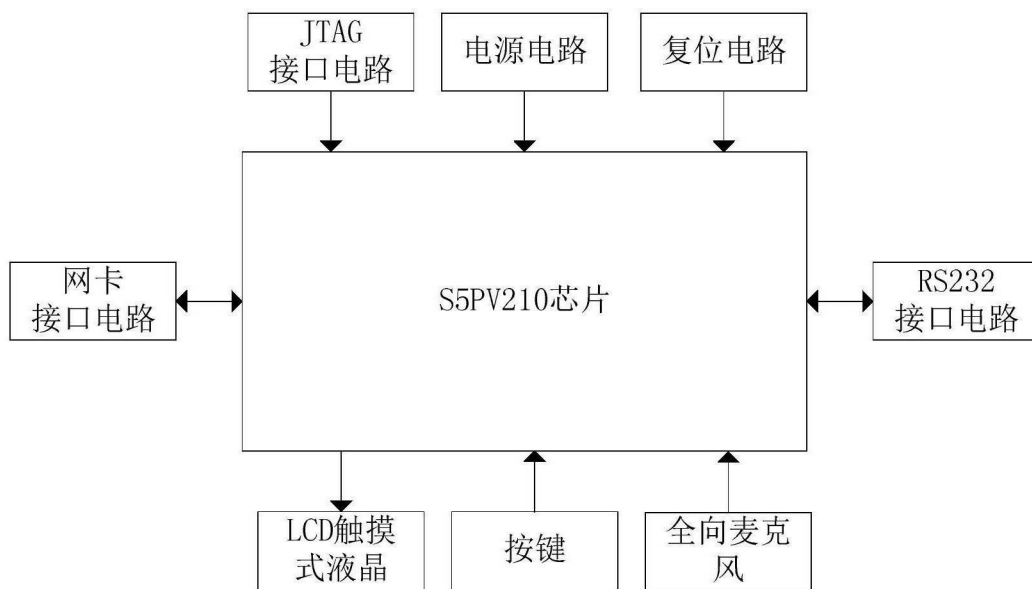 JTAG
接口电路
电源电路
复位电路
网卡
接口电路
S5PV210芯片
RS232
接口电路
LCD触摸
式液晶
按键
全向麦克
风